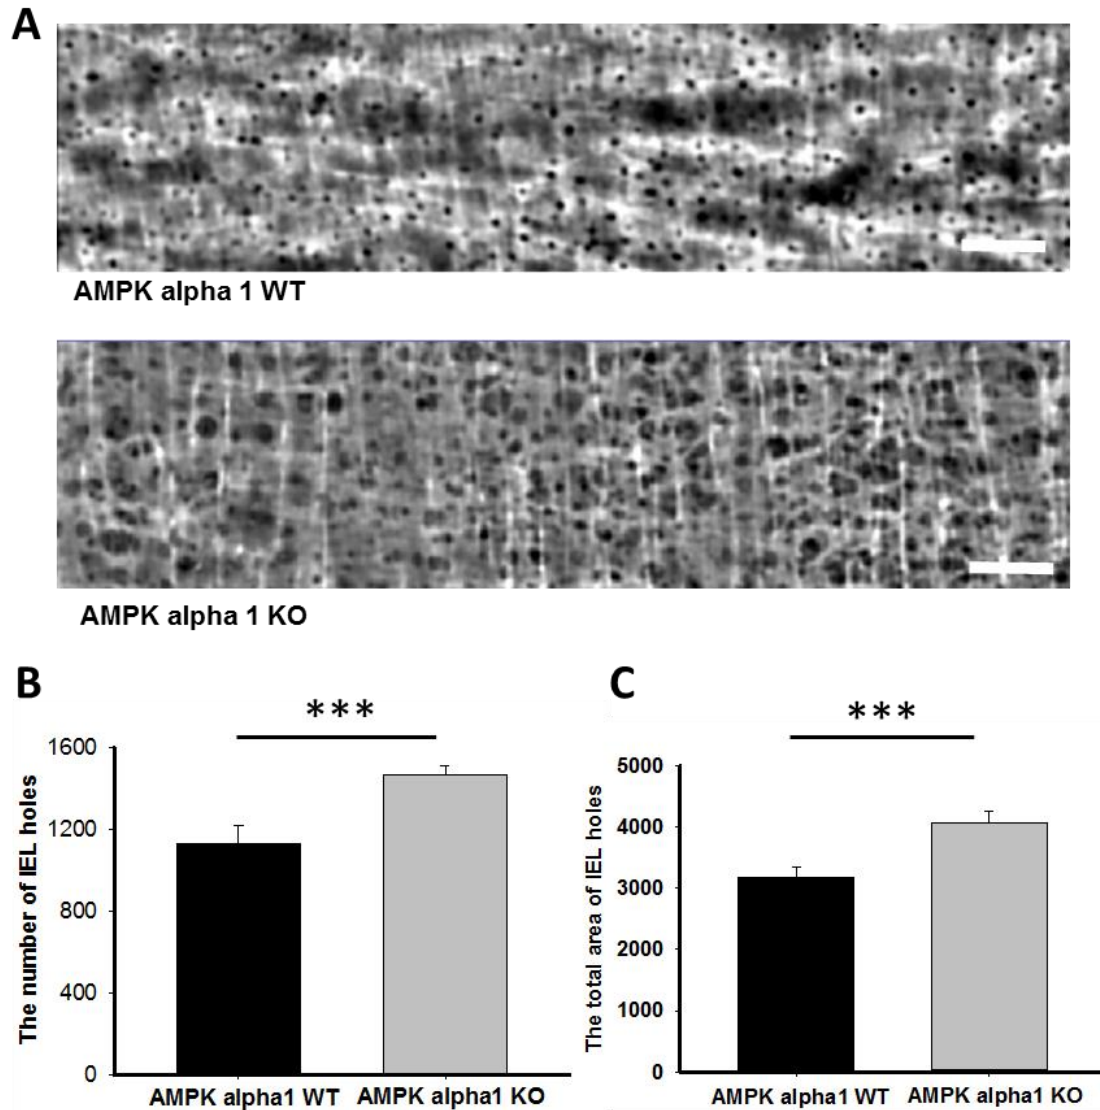 A
AMPK alpha 1 WT
AMPK alpha 1 KO
B
***
The number of IEL holes
1600
1200
800
400
0
AMPK alpha1 WT
AMPK alpha1 KO
C
***
The total area of IEL holes
5000
4000
3000
2000
1000
0
AMPK alpha1 WT
AMPK alpha1 KO